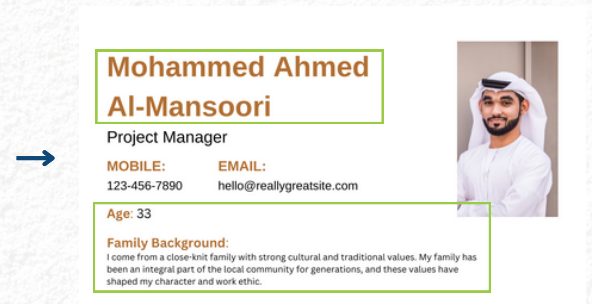 Mohammed Ahmed
Al-Mansoori
Project Manager
MOBILE: EMAIL:
123-456-7890 hello@reallygreatsite.com
Age: 33
Family Background:
I come from a close-knit family with strong cultural and traditional values. My family has
been an integral part of the local community for generations, and these values have
shaped my character and work ethic.